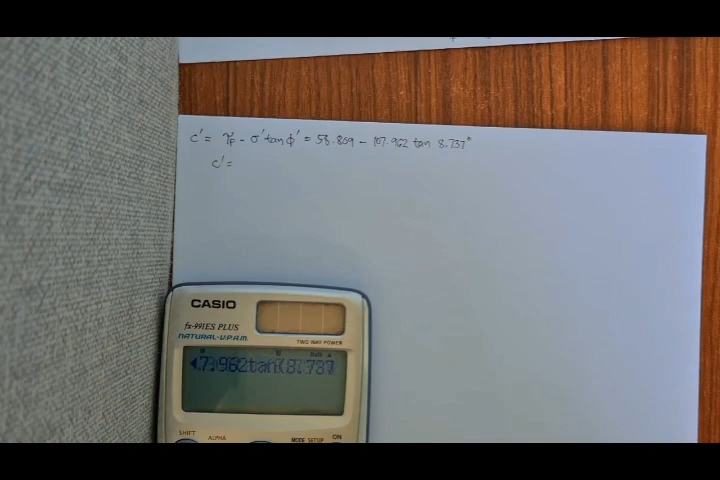 c' = τf - σ' tan ϕ' = 58.869 - 107.962 tan 8.737°
c' =
CASIO
fx-991ES PLUS
NATURAL-V.P.A.M.
TWO WAY POWER
7.962tan(8.737
SHIFT
ALPHA
MODE SETUP
ON